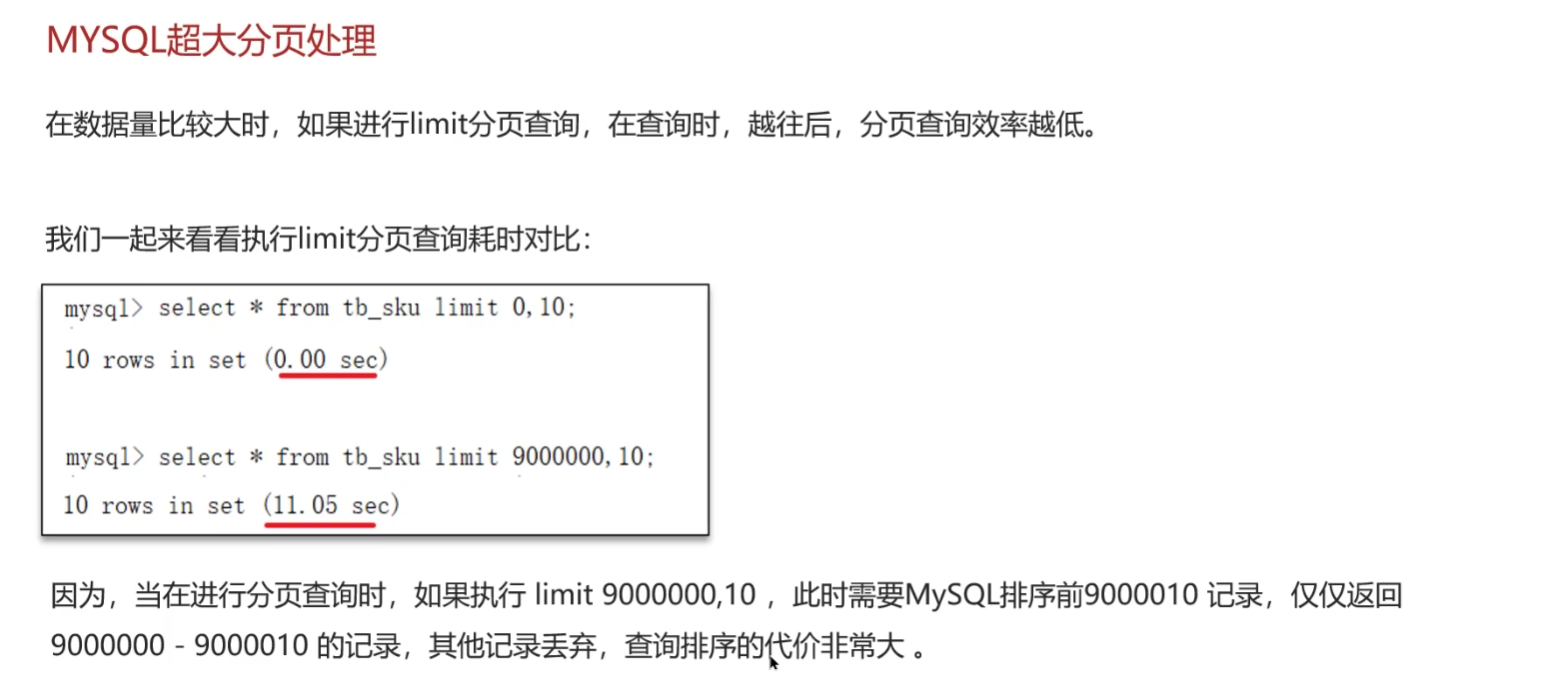 MYSQL超大分页处理
在数据量比较大时，如果进行limit分页查询，在查询时，越往后，分页查询效率越低。
我们一起来看看执行limit分页查询耗时对比：
mysql> select * from tb_sku limit 0,10;
10 rows in set (0.00 sec)
mysql> select * from tb_sku limit 9000000,10;
10 rows in set (11.05 sec)
因为，当在进行分页查询时，如果执行 limit 9000000,10 ，此时需要MySQL排序前9000010 记录，仅仅返回
9000000 - 9000010 的记录，其他记录丢弃，查询排序的代价非常大 。